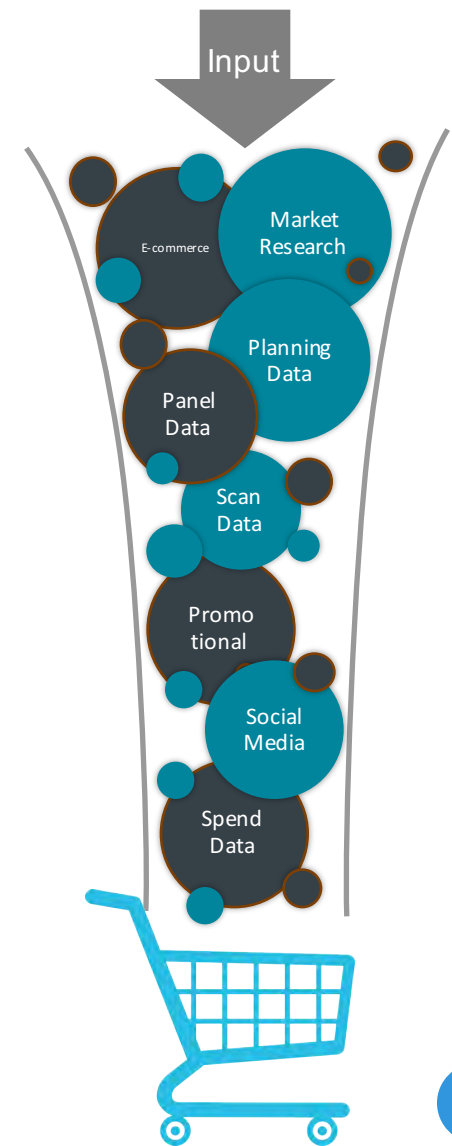 Input
E-commerce
Market
Research
Planning
Data
Panel
Data
Scan
Data
Promo
tional
Social
Media
Spend
Data